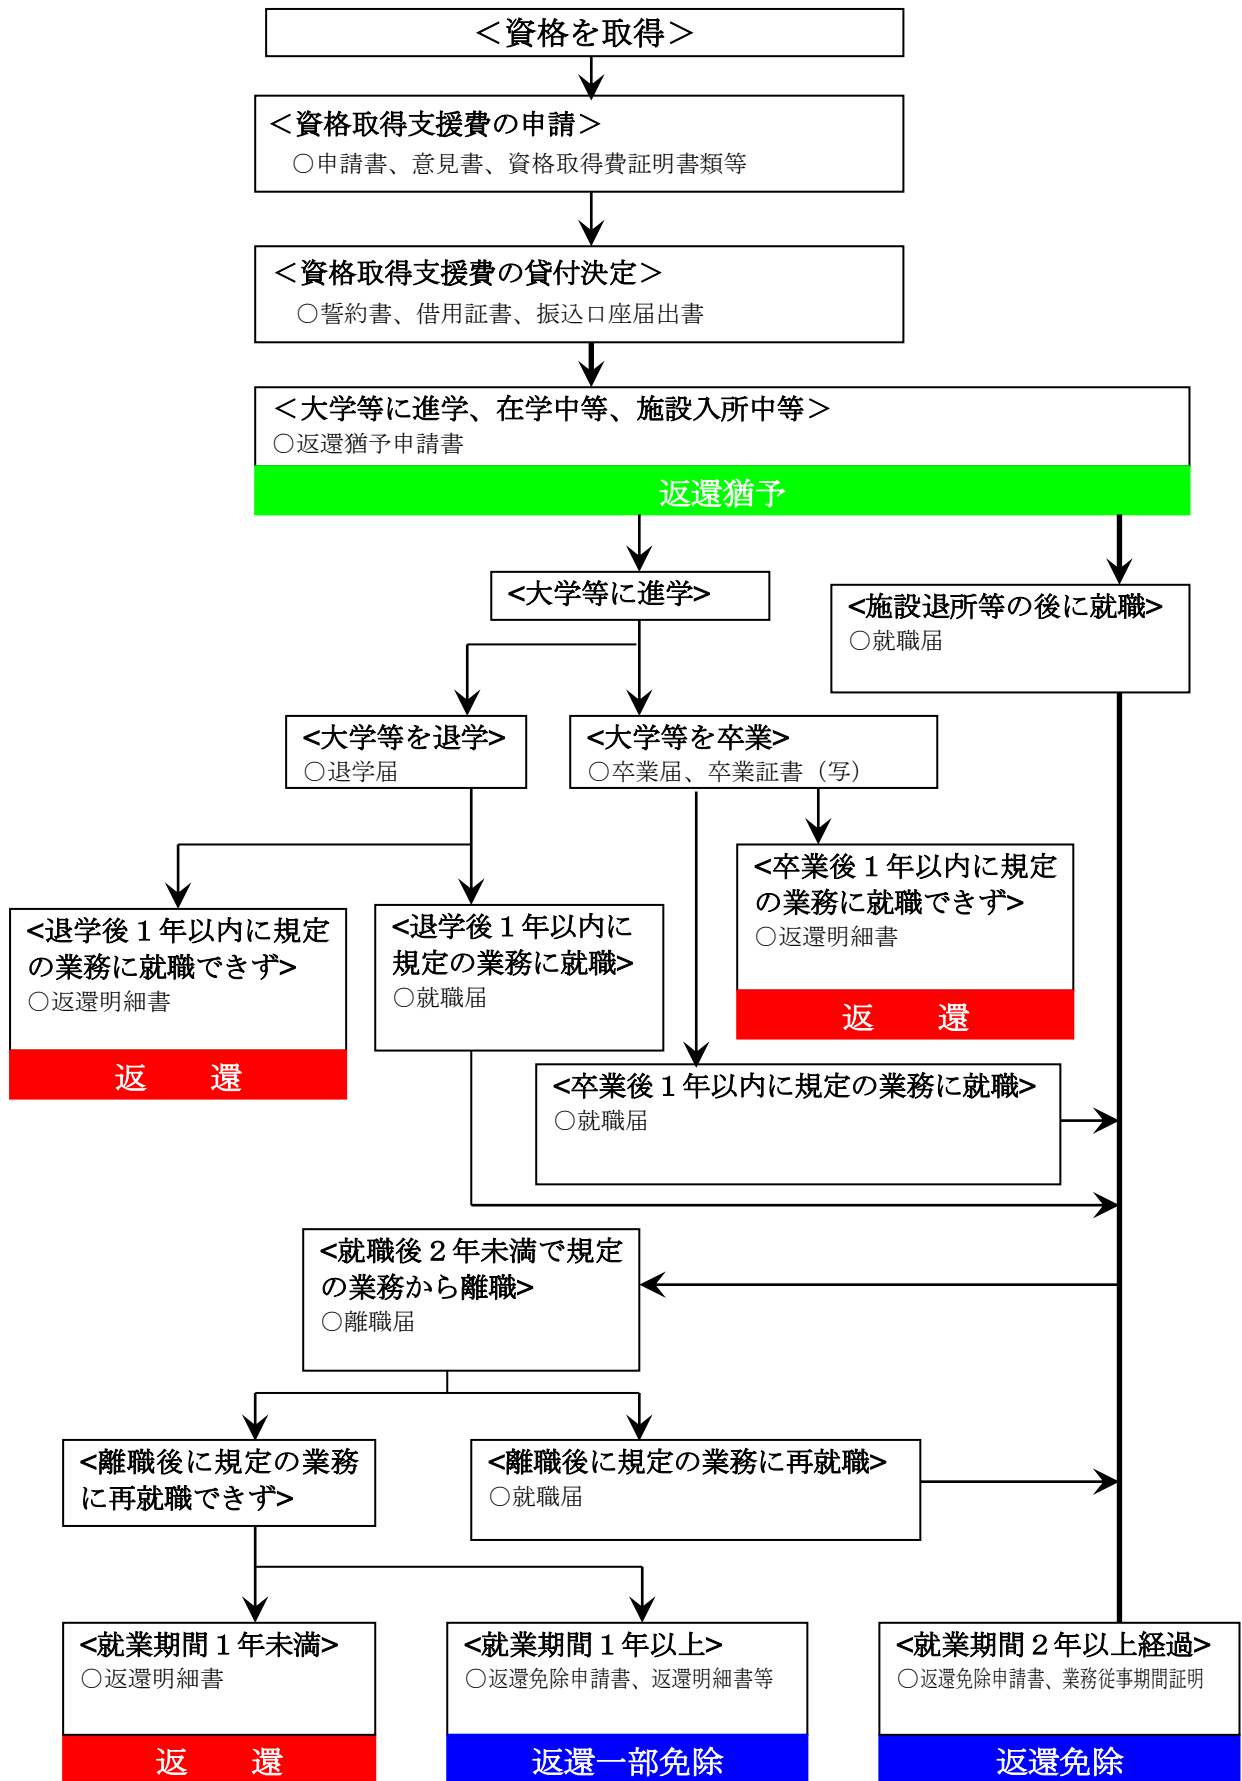 ＜資格を取得＞
＜資格取得支援費の申請＞
〇申請書、意見書、資格取得費証明書類等
＜資格取得支援費の貸付決定＞
〇誓約書、借用証書、振込口座届出書
＜大学等に進学、在学中等、施設入所中等＞
〇返還猶予申請書
返還猶予
<大学等に進学>
<施設退所等の後に就職>
〇就職届
<大学等を退学>
〇退学届
<大学等を卒業>
〇卒業届、卒業証書（写）
<卒業後１年以内に規定
の業務に就職できず>
〇返還明細書
返　　還
<退学後１年以内に規定
の業務に就職できず>
〇返還明細書
返　　還
<退学後１年以内に
規定の業務に就職>
〇就職届
<卒業後１年以内に規定の業務に就職>
〇就職届
<就職後２年未満で規定
の業務から離職>
〇離職届
<離職後に規定の業務
に再就職できず>
<離職後に規定の業務に再就職>
〇就職届
<就業期間１年未満>
〇返還明細書
返　　還
<就業期間１年以上>
〇返還免除申請書、返還明細書等
返還一部免除
<就業期間２年以上経過>
〇返還免除申請書、業務従事期間証明
返還免除